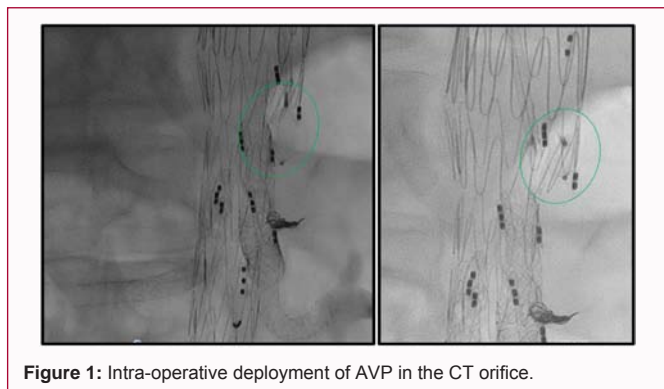 Figure 1: Intra-operative deployment of AVP in the CT orifice.